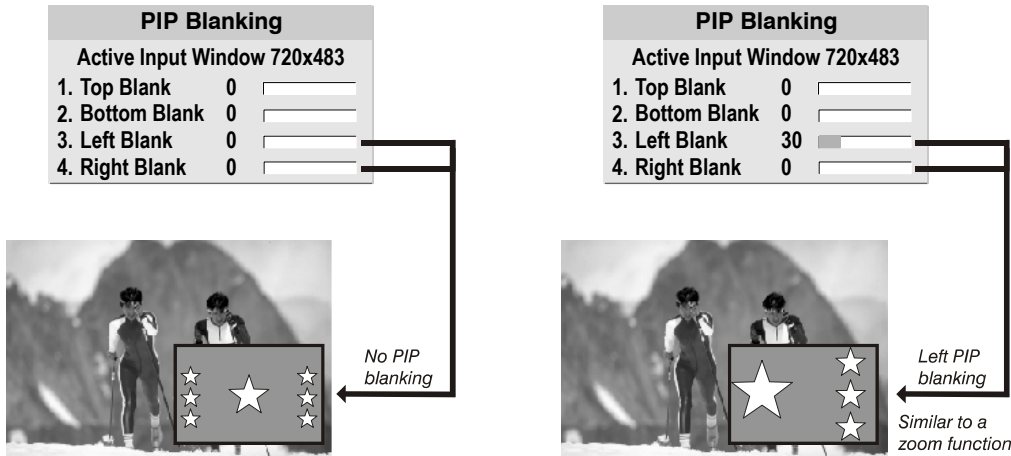 PIP Blanking
Active Input Window 720x483
1. Top Blank 0
2. Bottom Blank 0
3. Left Blank 0
4. Right Blank 0
No PIP
blanking
PIP Blanking
Active Input Window 720x483
1. Top Blank 0
2. Bottom Blank 0
3. Left Blank 30
4. Right Blank 0
Left PIP
blanking
Similar to a
zoom function